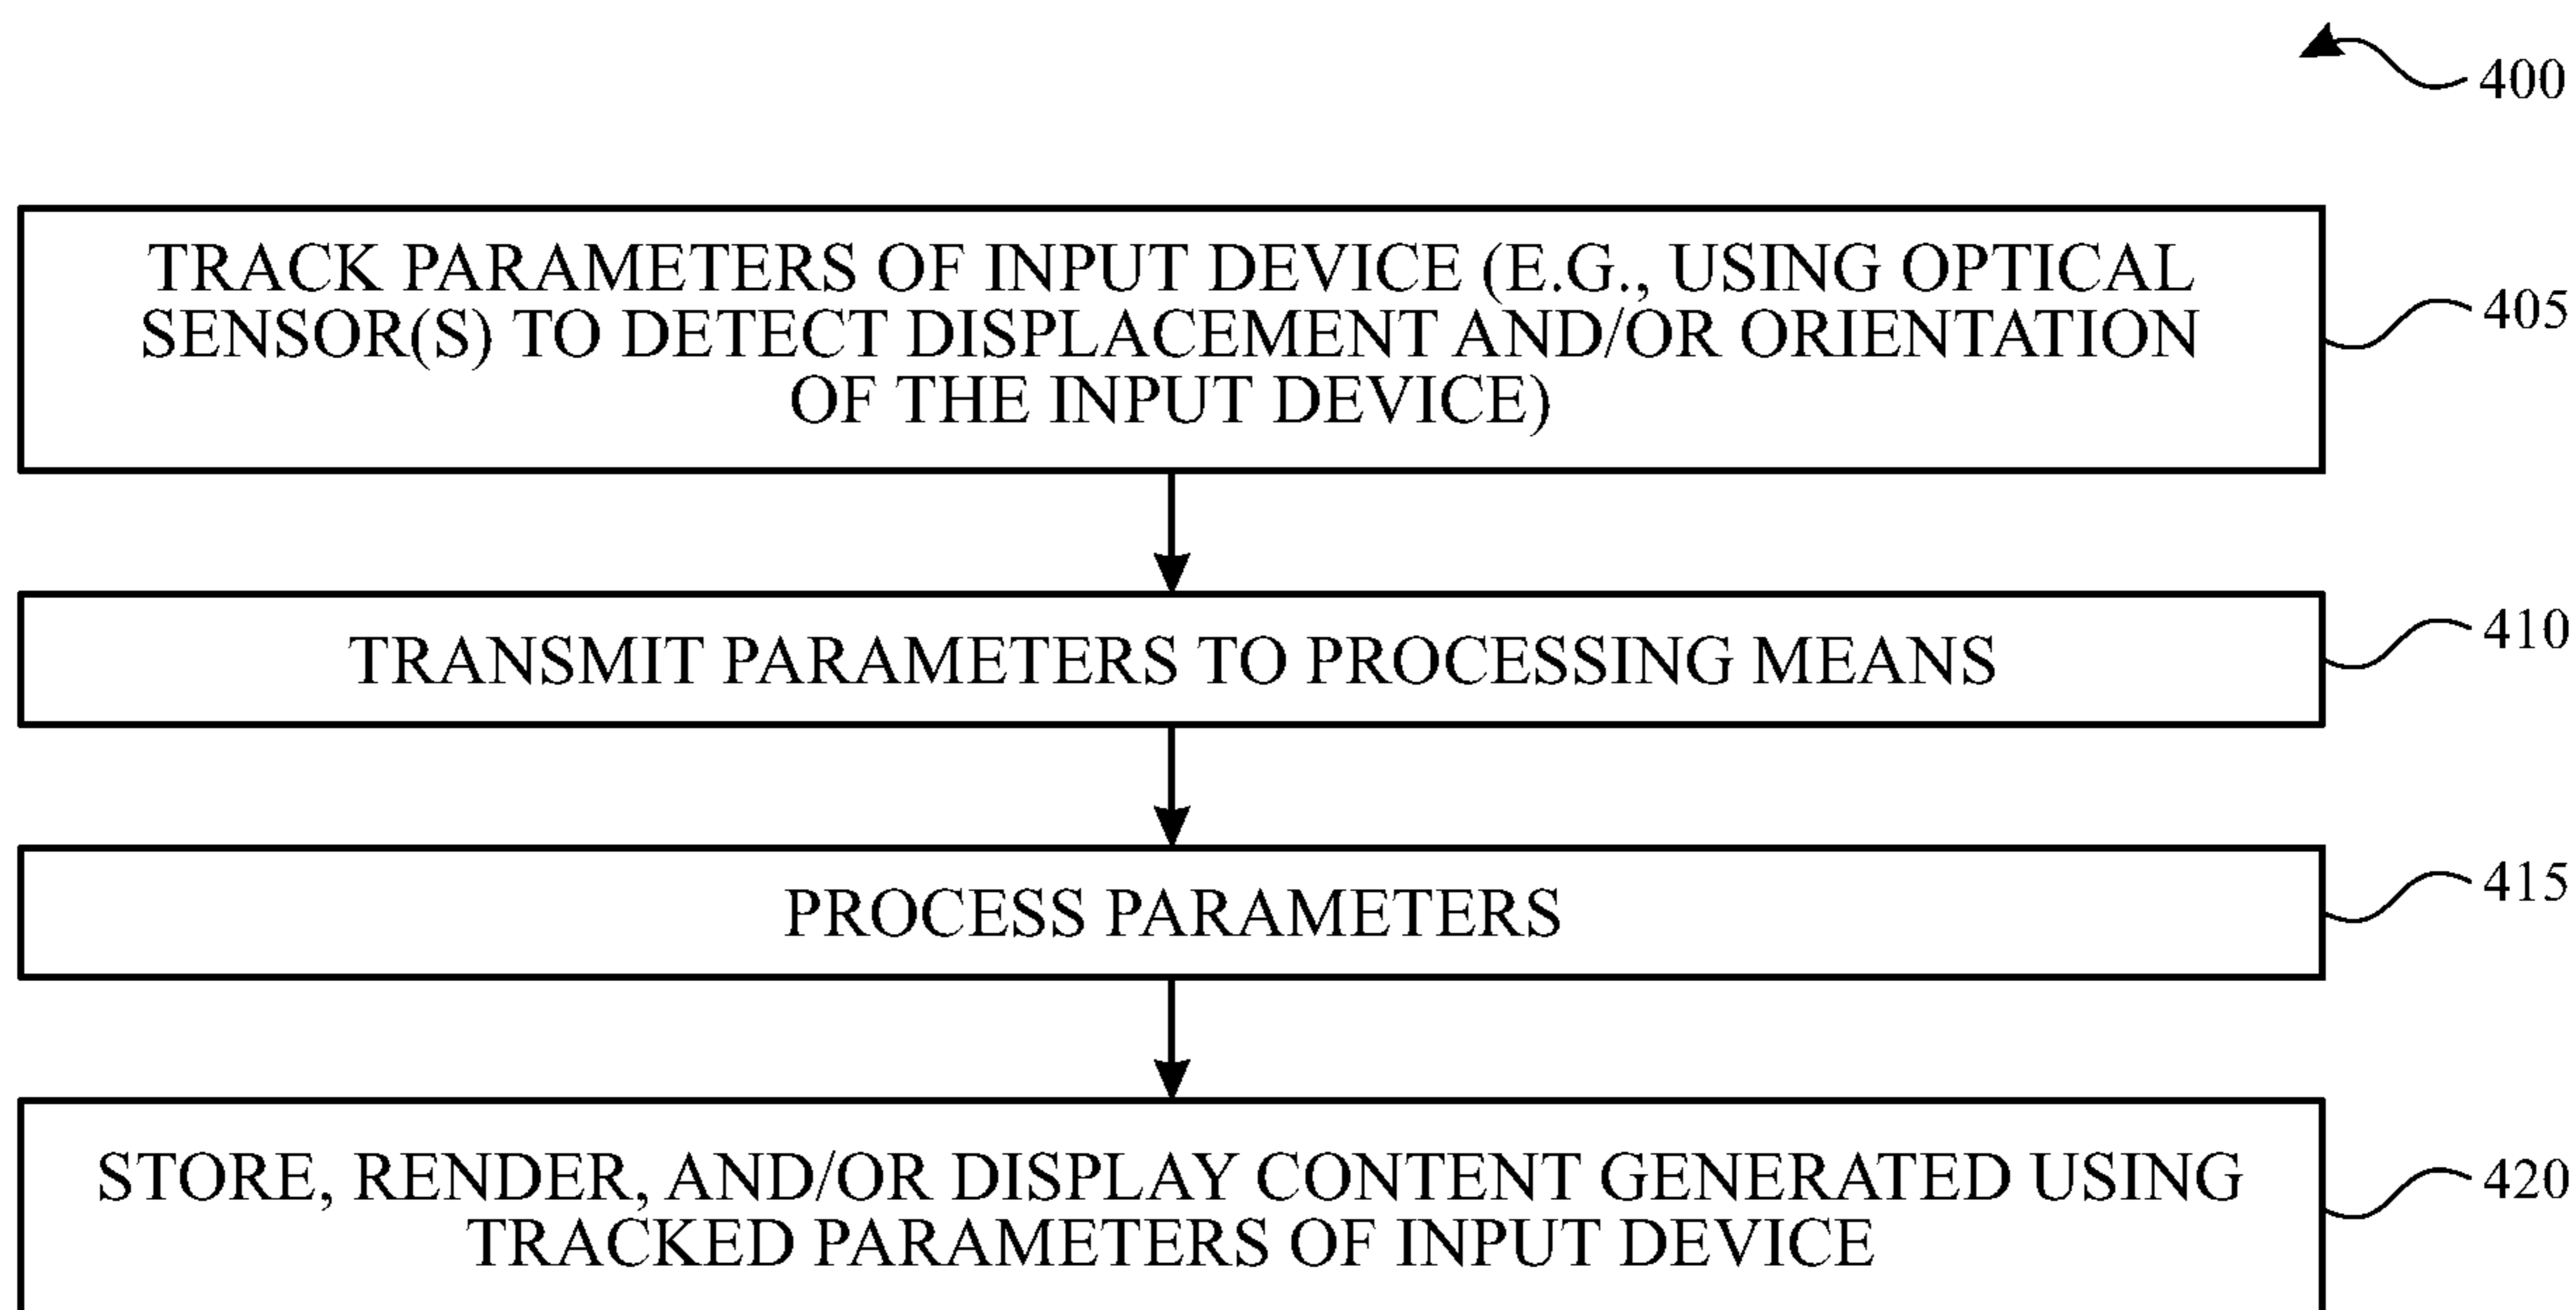 400
TRACK PARAMETERS OF INPUT DEVICE (E.G., USING OPTICAL
SENSOR(S) TO DETECT DISPLACEMENT AND/OR ORIENTATION
OF THE INPUT DEVICE)
405
TRANSMIT PARAMETERS TO PROCESSING MEANS
410
PROCESS PARAMETERS
415
STORE, RENDER, AND/OR DISPLAY CONTENT GENERATED USING
TRACKED PARAMETERS OF INPUT DEVICE
420